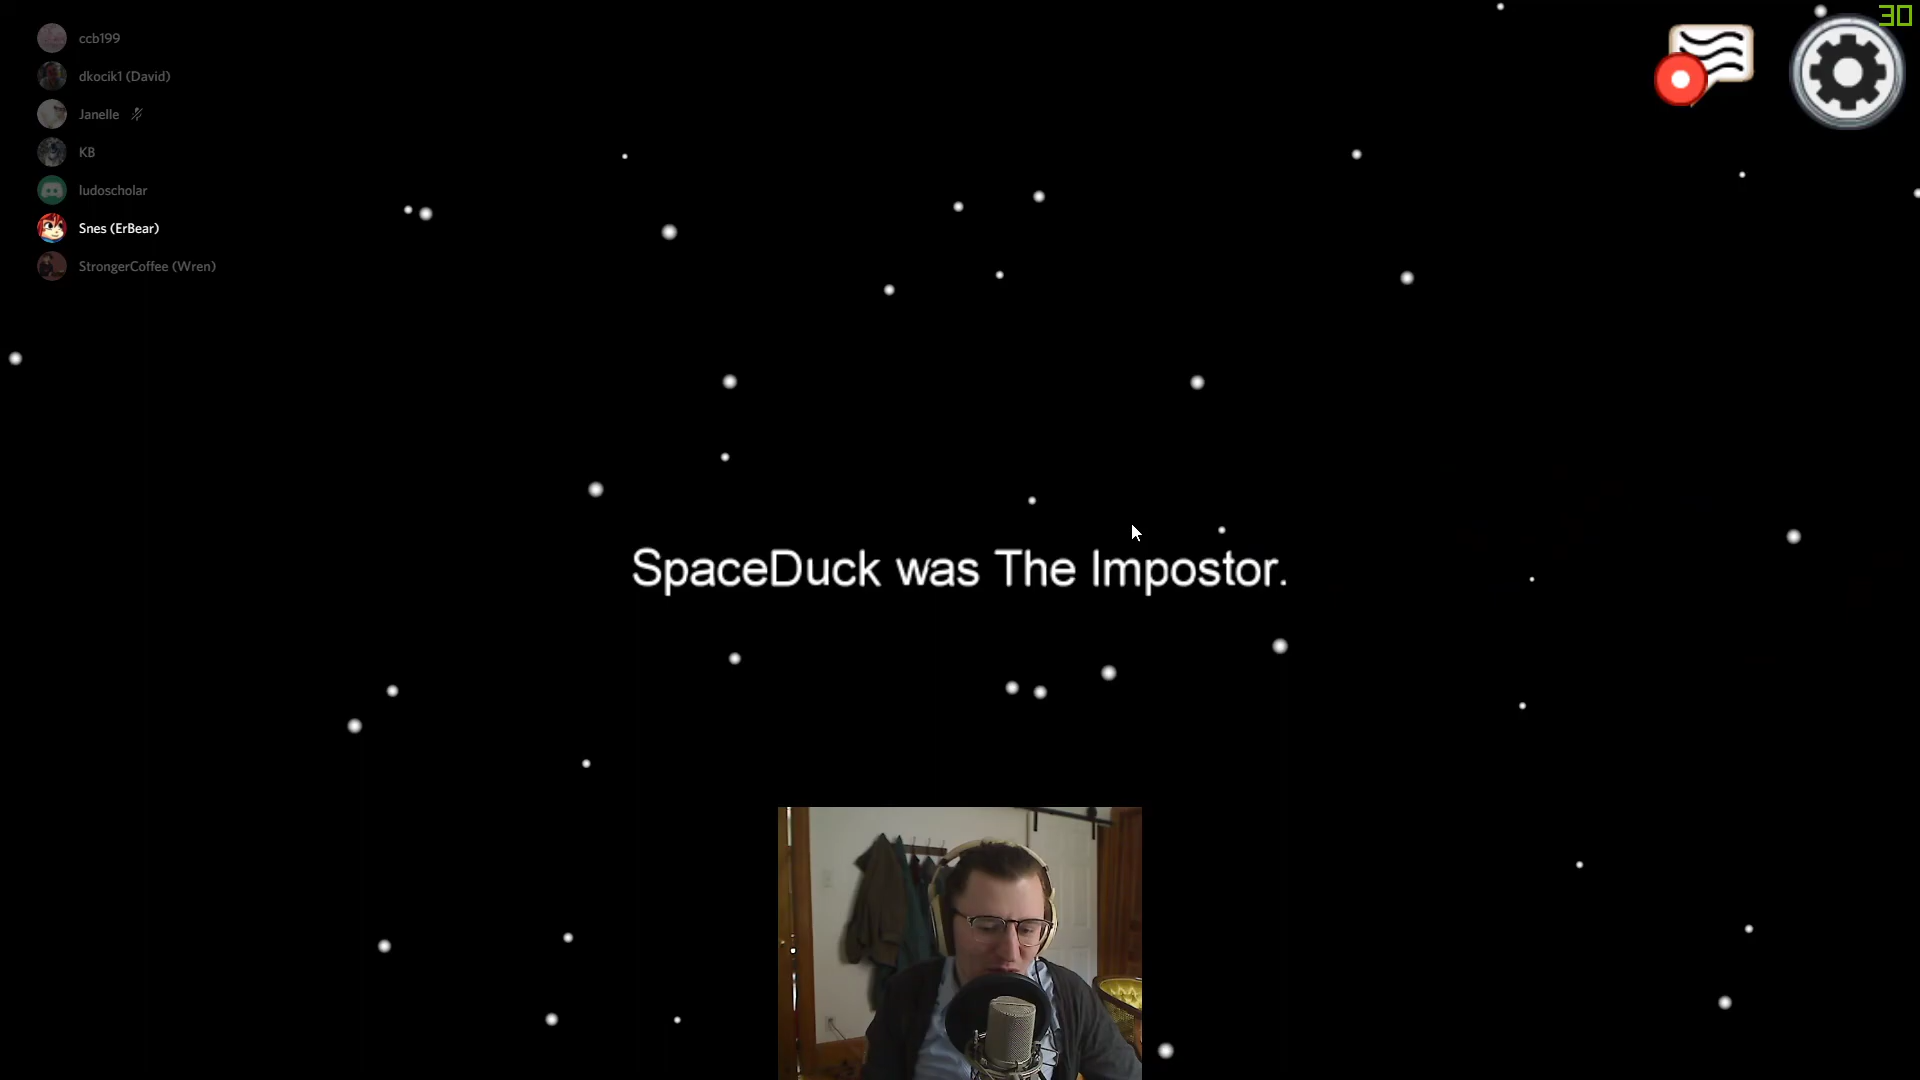 30
ccb199
dkocik1 (David)
Janelle
KB
ludoscholar
Snes (ErBear)
StrongerCoffee (Wren)
SpaceDuck was The Impostor.